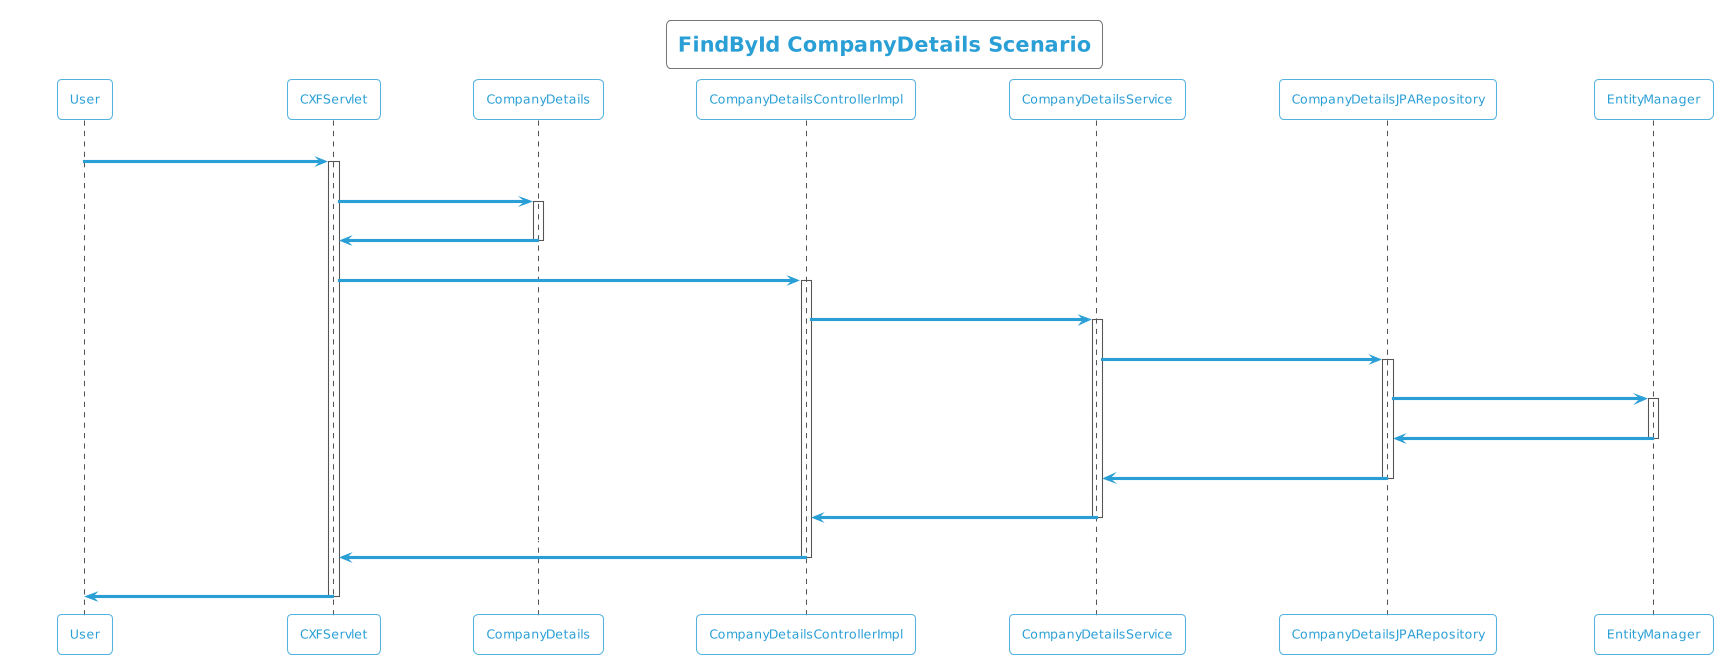 FindById CompanyDetails Scenario
User
CXFServlet
CompanyDetails
CompanyDetailsControllerImpl
CompanyDetailsService
CompanyDetailsJPARepository
EntityManager
User
CXFServlet
CompanyDetails
CompanyDetailsControllerImpl
CompanyDetailsService
CompanyDetailsJPARepository
EntityManager